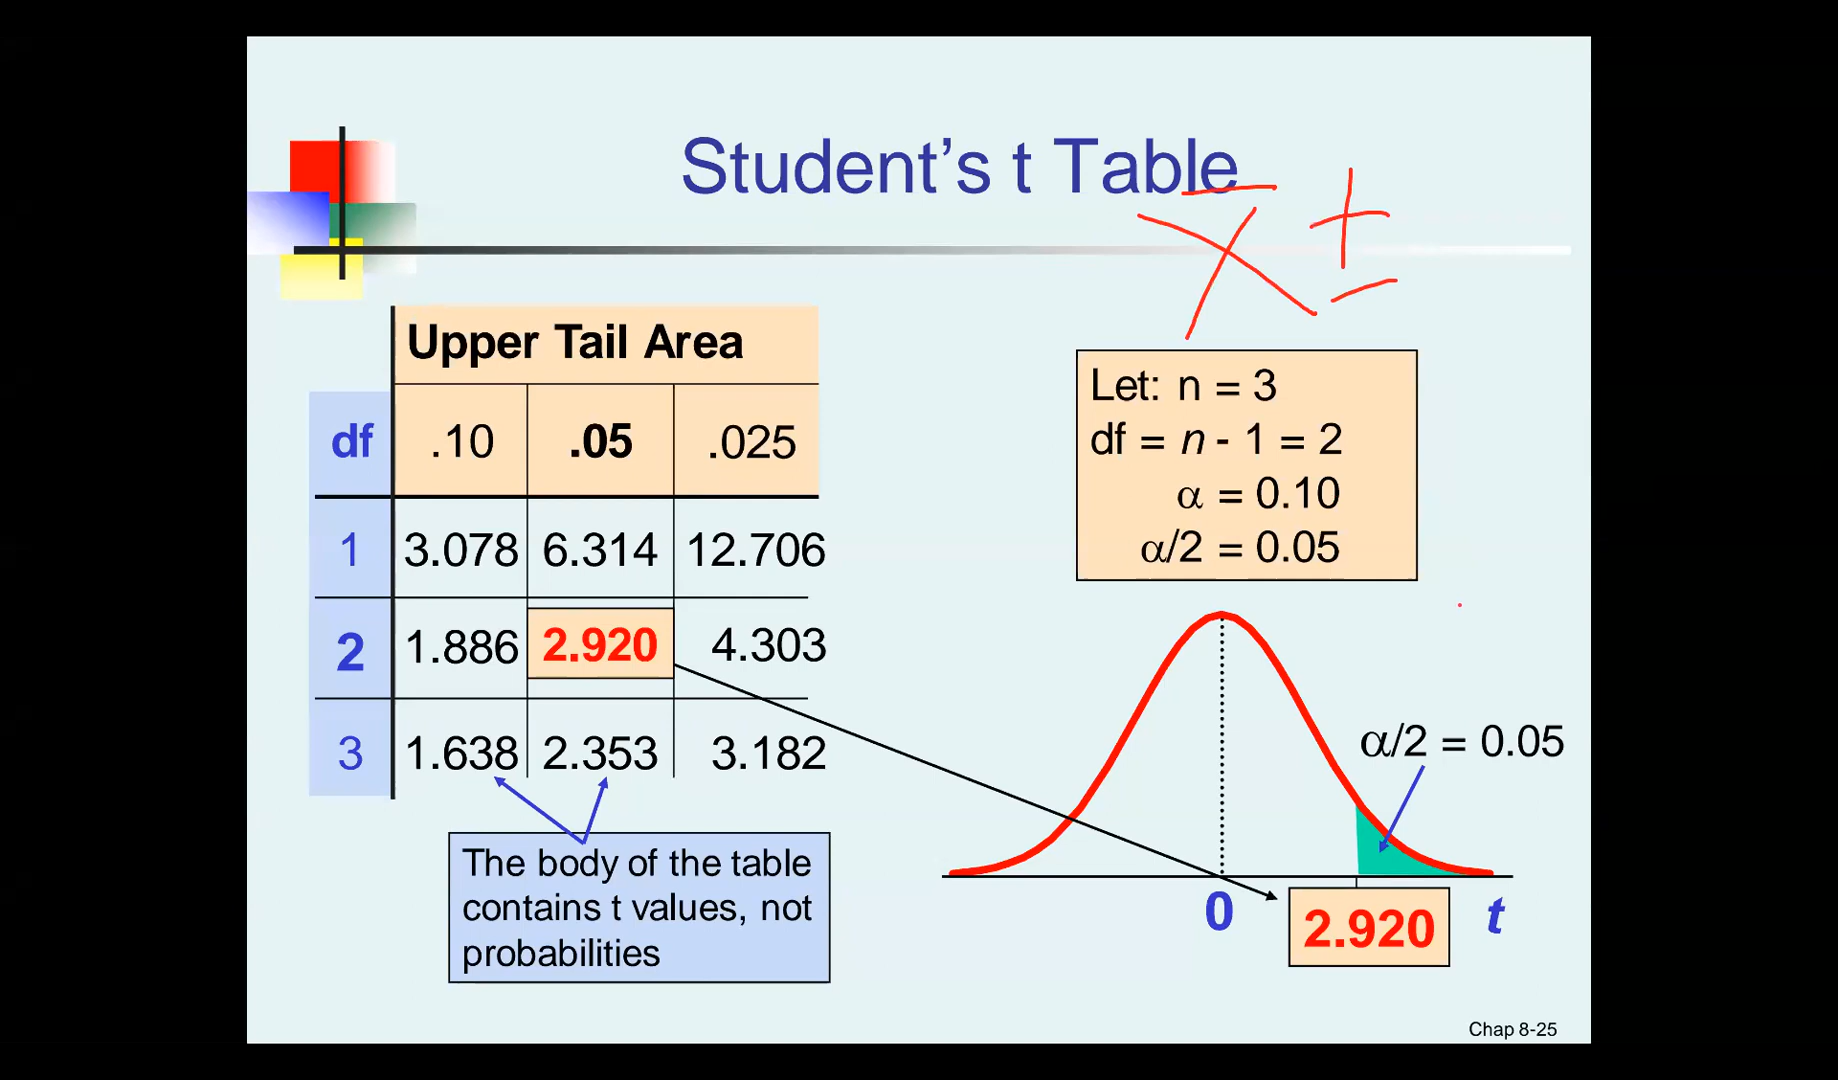 Student’s t Table
X̄ ±
Upper Tail Area
df .10 .05 .025
1 3.078 6.314 12.706
2 1.886 2.920 4.303
3 1.638 2.353 3.182
The body of the table
contains t values, not
probabilities
Let: n = 3
df = n - 1 = 2
α = 0.10
α/2 = 0.05
α/2 = 0.05
0 2.920 t
Chap 8-25